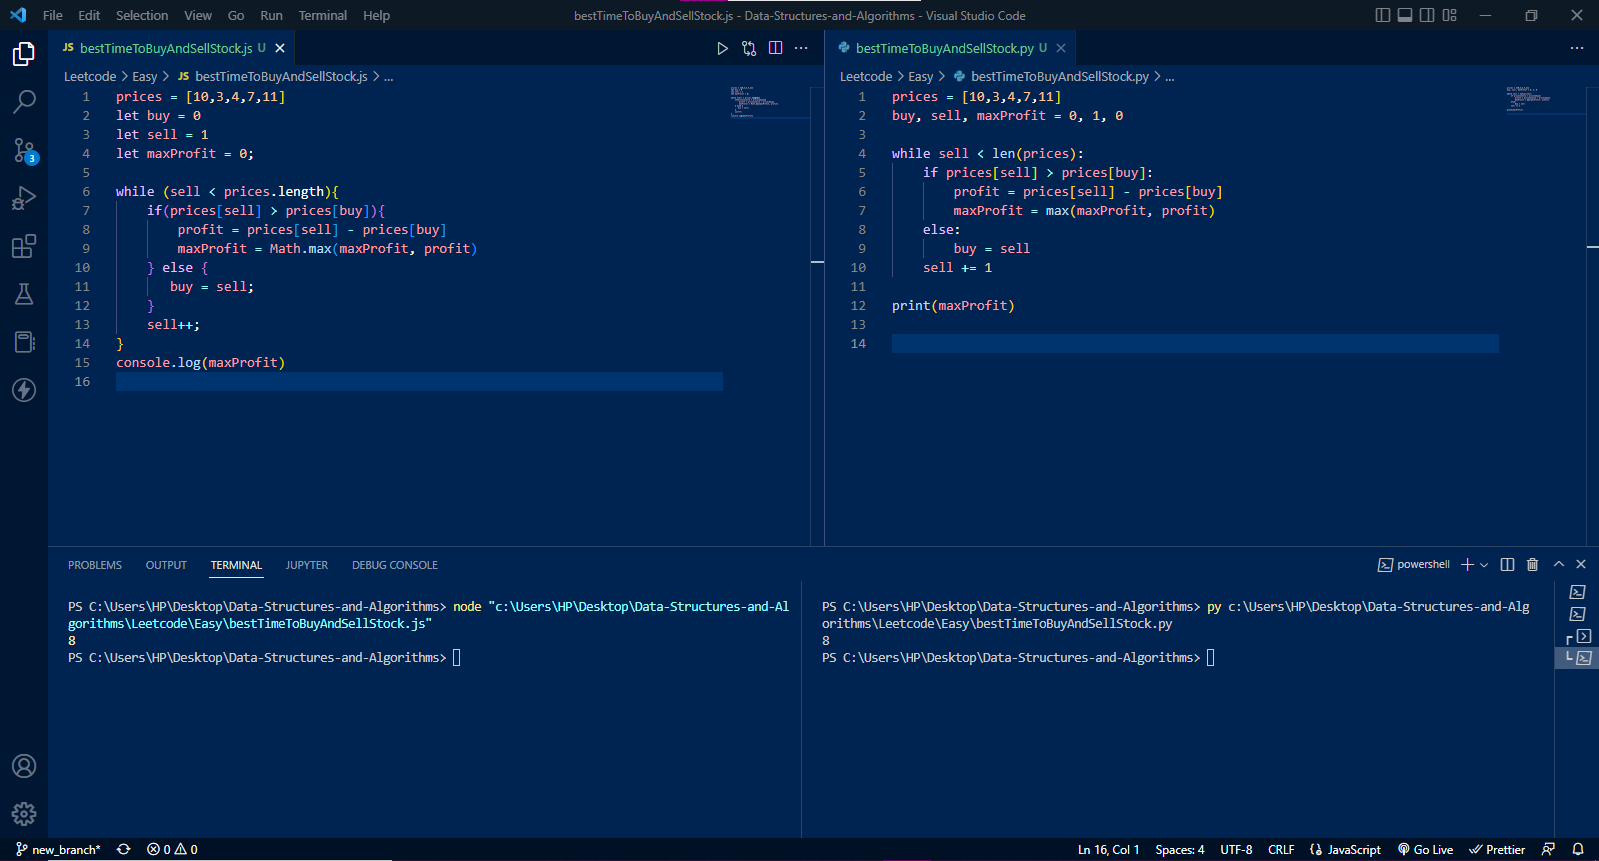 File Edit Selection View Go Run Terminal Help
bestTimeToBuyAndSellStock.js - Data-Structures-and-Algorithms - Visual Studio Code
JS bestTimeToBuyAndSellStock.js U
Leetcode > Easy > JS bestTimeToBuyAndSellStock.js > ...
1 prices = [10,3,4,7,11]
2 let buy = 0
3 let sell = 1
4 let maxProfit = 0;
5
6 while (sell < prices.length){
7 if(prices[sell] > prices[buy]){
8 profit = prices[sell] - prices[buy]
9 maxProfit = Math.max(maxProfit, profit)
10 } else {
11 buy = sell;
12 }
13 sell++;
14 }
15 console.log(maxProfit)
16
bestTimeToBuyAndSellStock.py U
Leetcode > Easy > bestTimeToBuyAndSellStock.py > ...
1 prices = [10,3,4,7,11]
2 buy, sell, maxProfit = 0, 1, 0
3
4 while sell < len(prices):
5 if prices[sell] > prices[buy]:
6 profit = prices[sell] - prices[buy]
7 maxProfit = max(maxProfit, profit)
8 else:
9 buy = sell
10 sell += 1
11
12 print(maxProfit)
13
14
3
PROBLEMS OUTPUT TERMINAL JUPYTER DEBUG CONSOLE
powershell
PS C:\Users\HP\Desktop\Data-Structures-and-Algorithms> node "c:\Users\HP\Desktop\Data-Structures-and-Al
gorithms\Leetcode\Easy\bestTimeToBuyAndSellStock.js"
8
PS C:\Users\HP\Desktop\Data-Structures-and-Algorithms>
PS C:\Users\HP\Desktop\Data-Structures-and-Algorithms> py c:\Users\HP\Desktop\Data-Structures-and-Alg
orithms\Leetcode\Easy\bestTimeToBuyAndSellStock.py
8
PS C:\Users\HP\Desktop\Data-Structures-and-Algorithms>
new_branch* 0 0
Ln 16, Col 1 Spaces: 4 UTF-8 CRLF JavaScript Go Live Prettier